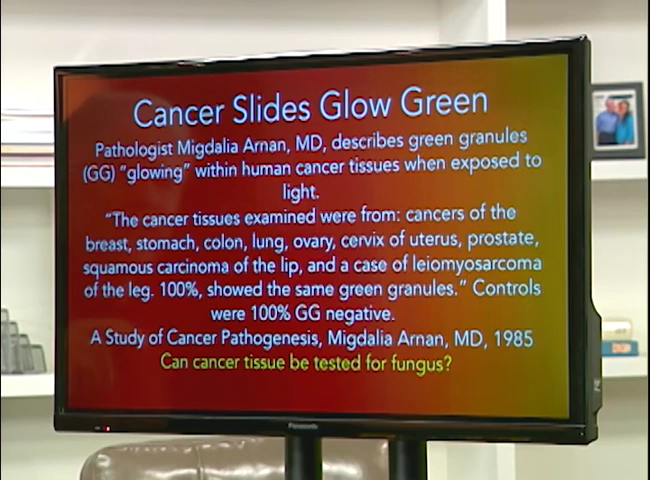 Cancer Slides Glow Green
Pathologist Migdalia Arnan, MD, describes green granules
(GG) "glowing" within human cancer tissues when exposed to
light.
"The cancer tissues examined were from: cancers of the
breast, stomach, colon, lung, ovary, cervix of uterus, prostate,
squamous carcinoma of the lip, and a case of leiomyosarcoma
of the leg. 100%, showed the same green granules." Controls
were 100% GG negative.
A Study of Cancer Pathogenesis, Migdalia Arnan, MD, 1985
Can cancer tissue be tested for fungus?
Panasonic